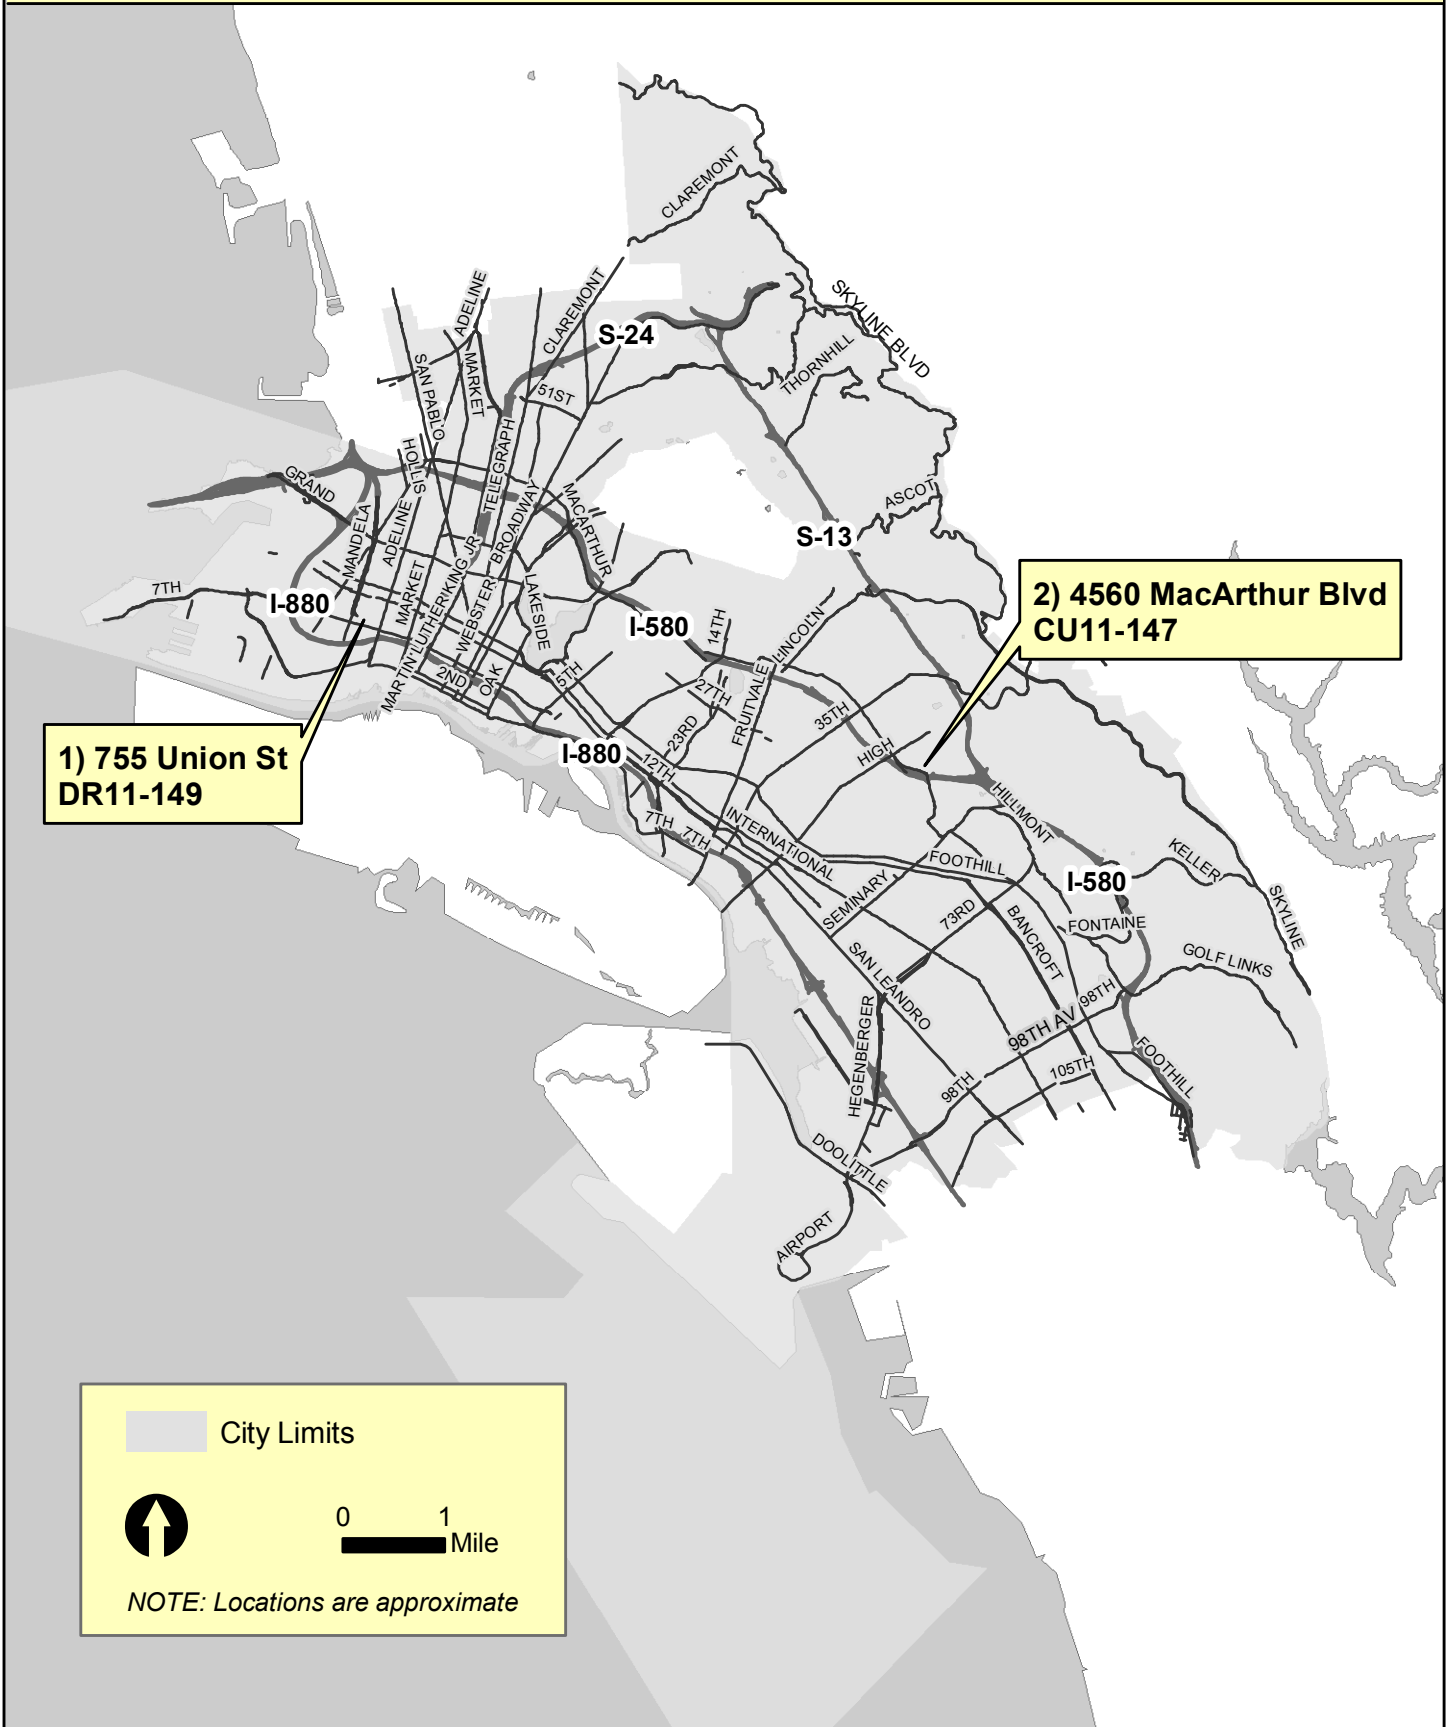 CLAREMONT
SKYLINE BLVD
ADELINE
CLAREMONT
S-24
THORNHILL
SAN PABLO
MARKET
51ST
TELEGRAPH
HOLLIS
GRAND
BROADWAY
MACARTHUR
ASCOT
MANDELA
ADELINE
S-13
7TH
I-880
MARKET
MARTIN LUTHER KING JR
WEBSTER
LAKESIDE
I-580
14TH
LINCOLN
2) 4560 MacArthur Blvd
CU11-147
2ND
OAK
5TH
27TH
FRUITVALE
35TH
23RD
HIGH
1) 755 Union St
DR11-149
I-880
12TH
7TH
7TH
INTERNATIONAL
HILLMONT
FOOTHILL
KELLER
I-580
SEMINARY
73RD
BANCROFT
FONTAINE
SKYLINE
SAN LEANDRO
GOLF LINKS
98TH
98TH AV
HEGENBERGER
98TH
105TH
FOOTHILL
DOOLITTLE
AIRPORT
City Limits
0 1
Mile
NOTE: Locations are approximate